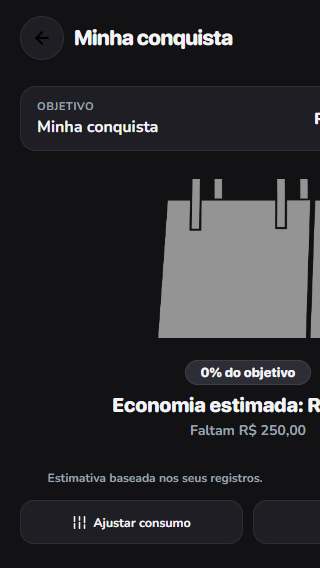 Minha conquista
OBJETIVO
Minha conquista
0% do objetivo
Economia estimada: R
Faltam R$ 250,00
Estimativa baseada nos seus registros.
Ajustar consumo